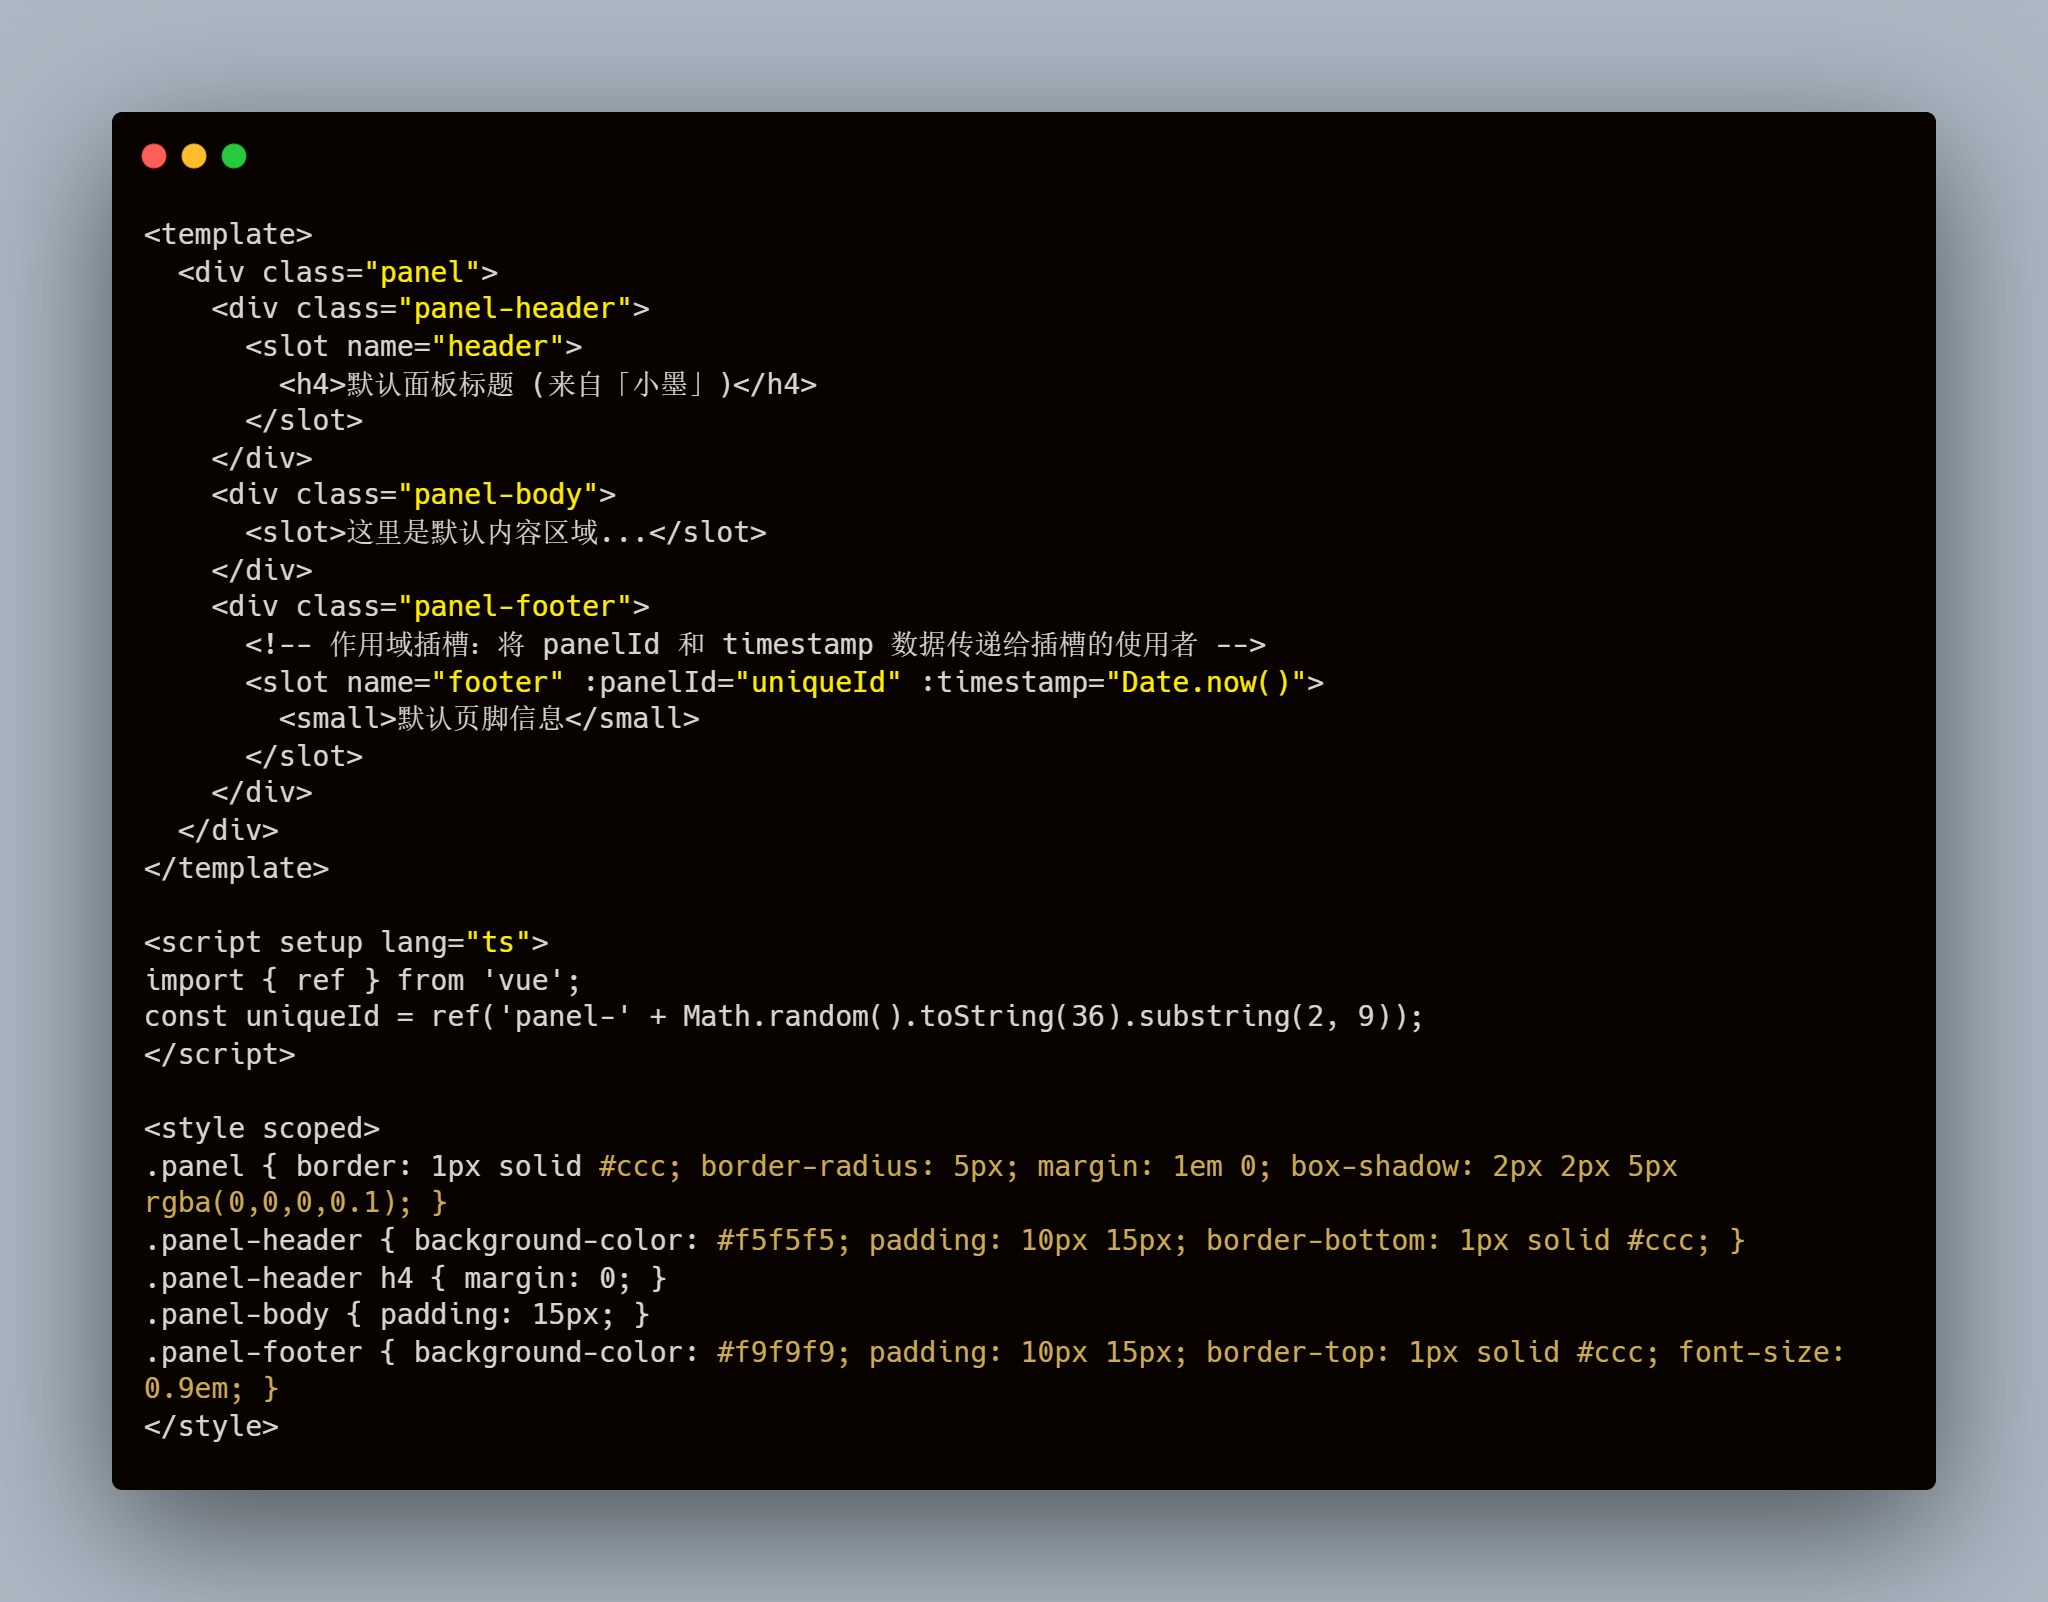 <template>
  <div class="panel">
    <div class="panel-header">
      <slot name="header">
        <h4>默认面板标题 (来自「小墨」)</h4>
      </slot>
    </div>
    <div class="panel-body">
      <slot>这里是默认内容区域...</slot>
    </div>
    <div class="panel-footer">
      <!-- 作用域插槽：将 panelId 和 timestamp 数据传递给插槽的使用者 -->
      <slot name="footer" :panelId="uniqueId" :timestamp="Date.now()">
        <small>默认页脚信息</small>
      </slot>
    </div>
  </div>
</template>

<script setup lang="ts">
import { ref } from 'vue';
const uniqueId = ref('panel-' + Math.random().toString(36).substring(2, 9));
</script>

<style scoped>
.panel { border: 1px solid #ccc; border-radius: 5px; margin: 1em 0; box-shadow: 2px 2px 5px
rgba(0,0,0,0.1); }
.panel-header { background-color: #f5f5f5; padding: 10px 15px; border-bottom: 1px solid #ccc; }
.panel-header h4 { margin: 0; }
.panel-body { padding: 15px; }
.panel-footer { background-color: #f9f9f9; padding: 10px 15px; border-top: 1px solid #ccc; font-size:
0.9em; }
</style>